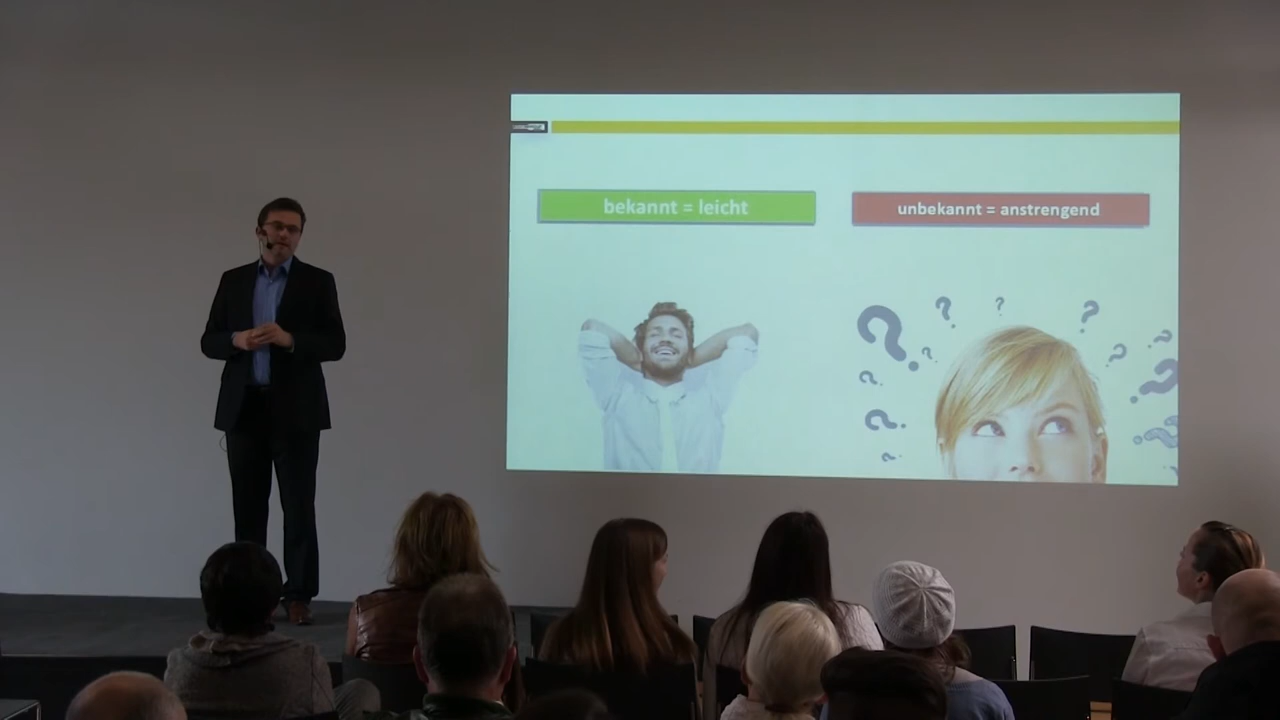 bekannt = leicht
unbekannt = anstrengend
? ? ? ? ? ? ? ? ? ? ? ?